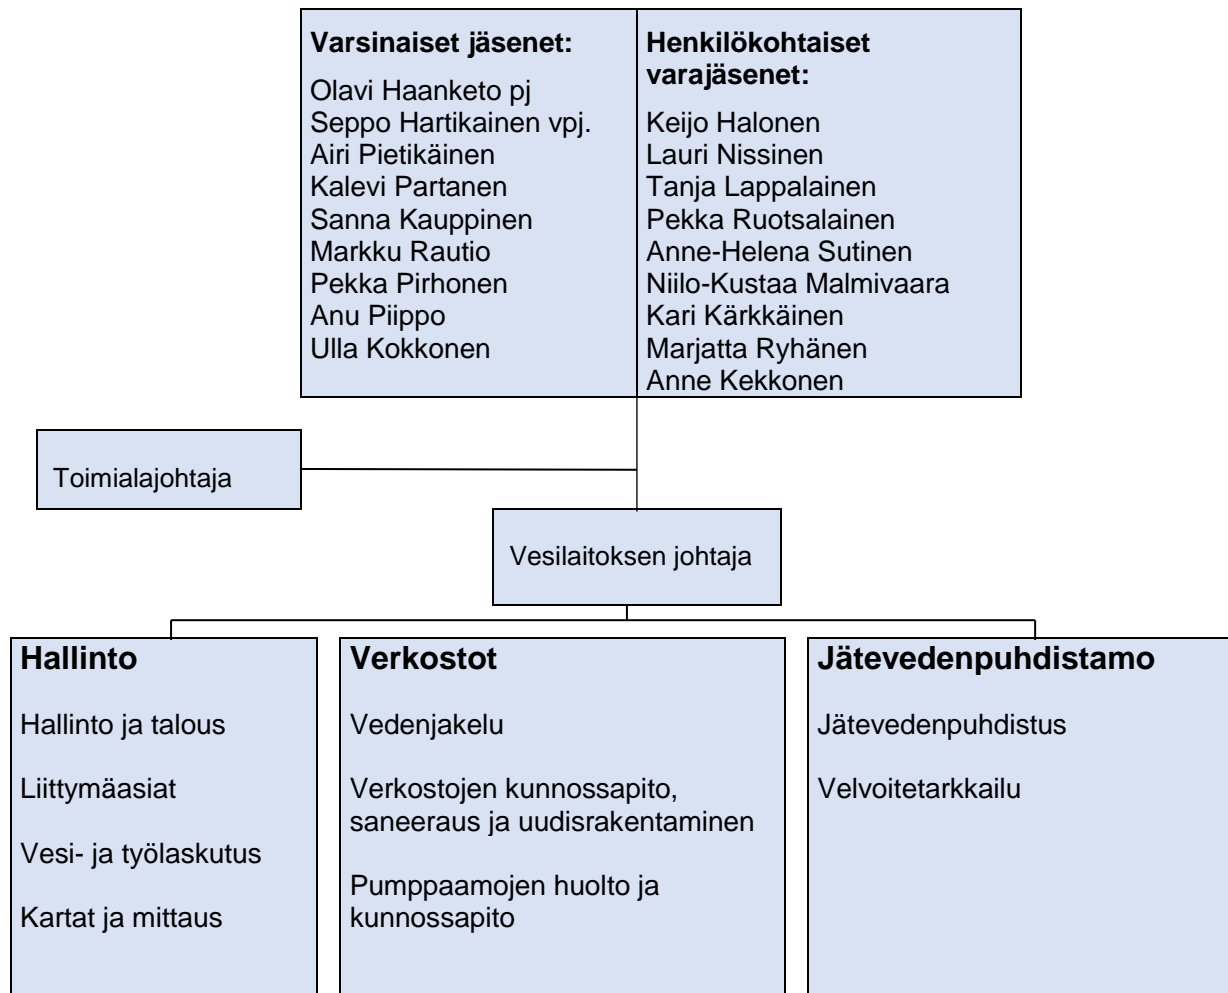 Varsinaiset jäsenet:
Olavi Haanketo pj
Seppo Hartikainen vpj.
Airi Pietikäinen
Kalevi Partanen
Sanna Kauppinen
Markku Rautio
Pekka Pirhonen
Anu Piippo
Ulla Kokkonen
Henkilökohtaiset
varajäsenet:
Keijo Halonen
Lauri Nissinen
Tanja Lappalainen
Pekka Ruotsalainen
Anne-Helena Sutinen
Niilo-Kustaa Malmivaara
Kari Kärkkäinen
Marjatta Ryhänen
Anne Kekkonen
Toimialajohtaja
Vesilaitoksen johtaja
Hallinto
Hallinto ja talous
Liittymäasiat
Vesi- ja työlaskutus
Kartat ja mittaus
Verkostot
Vedenjakelu
Verkostojen kunnossapito,
saneeraus ja uudisrakentaminen
Pumppaamojen huolto ja
kunnossapito
Jätevedenpuhdistamo
Jätevedenpuhdistus
Velvoitetarkkailu